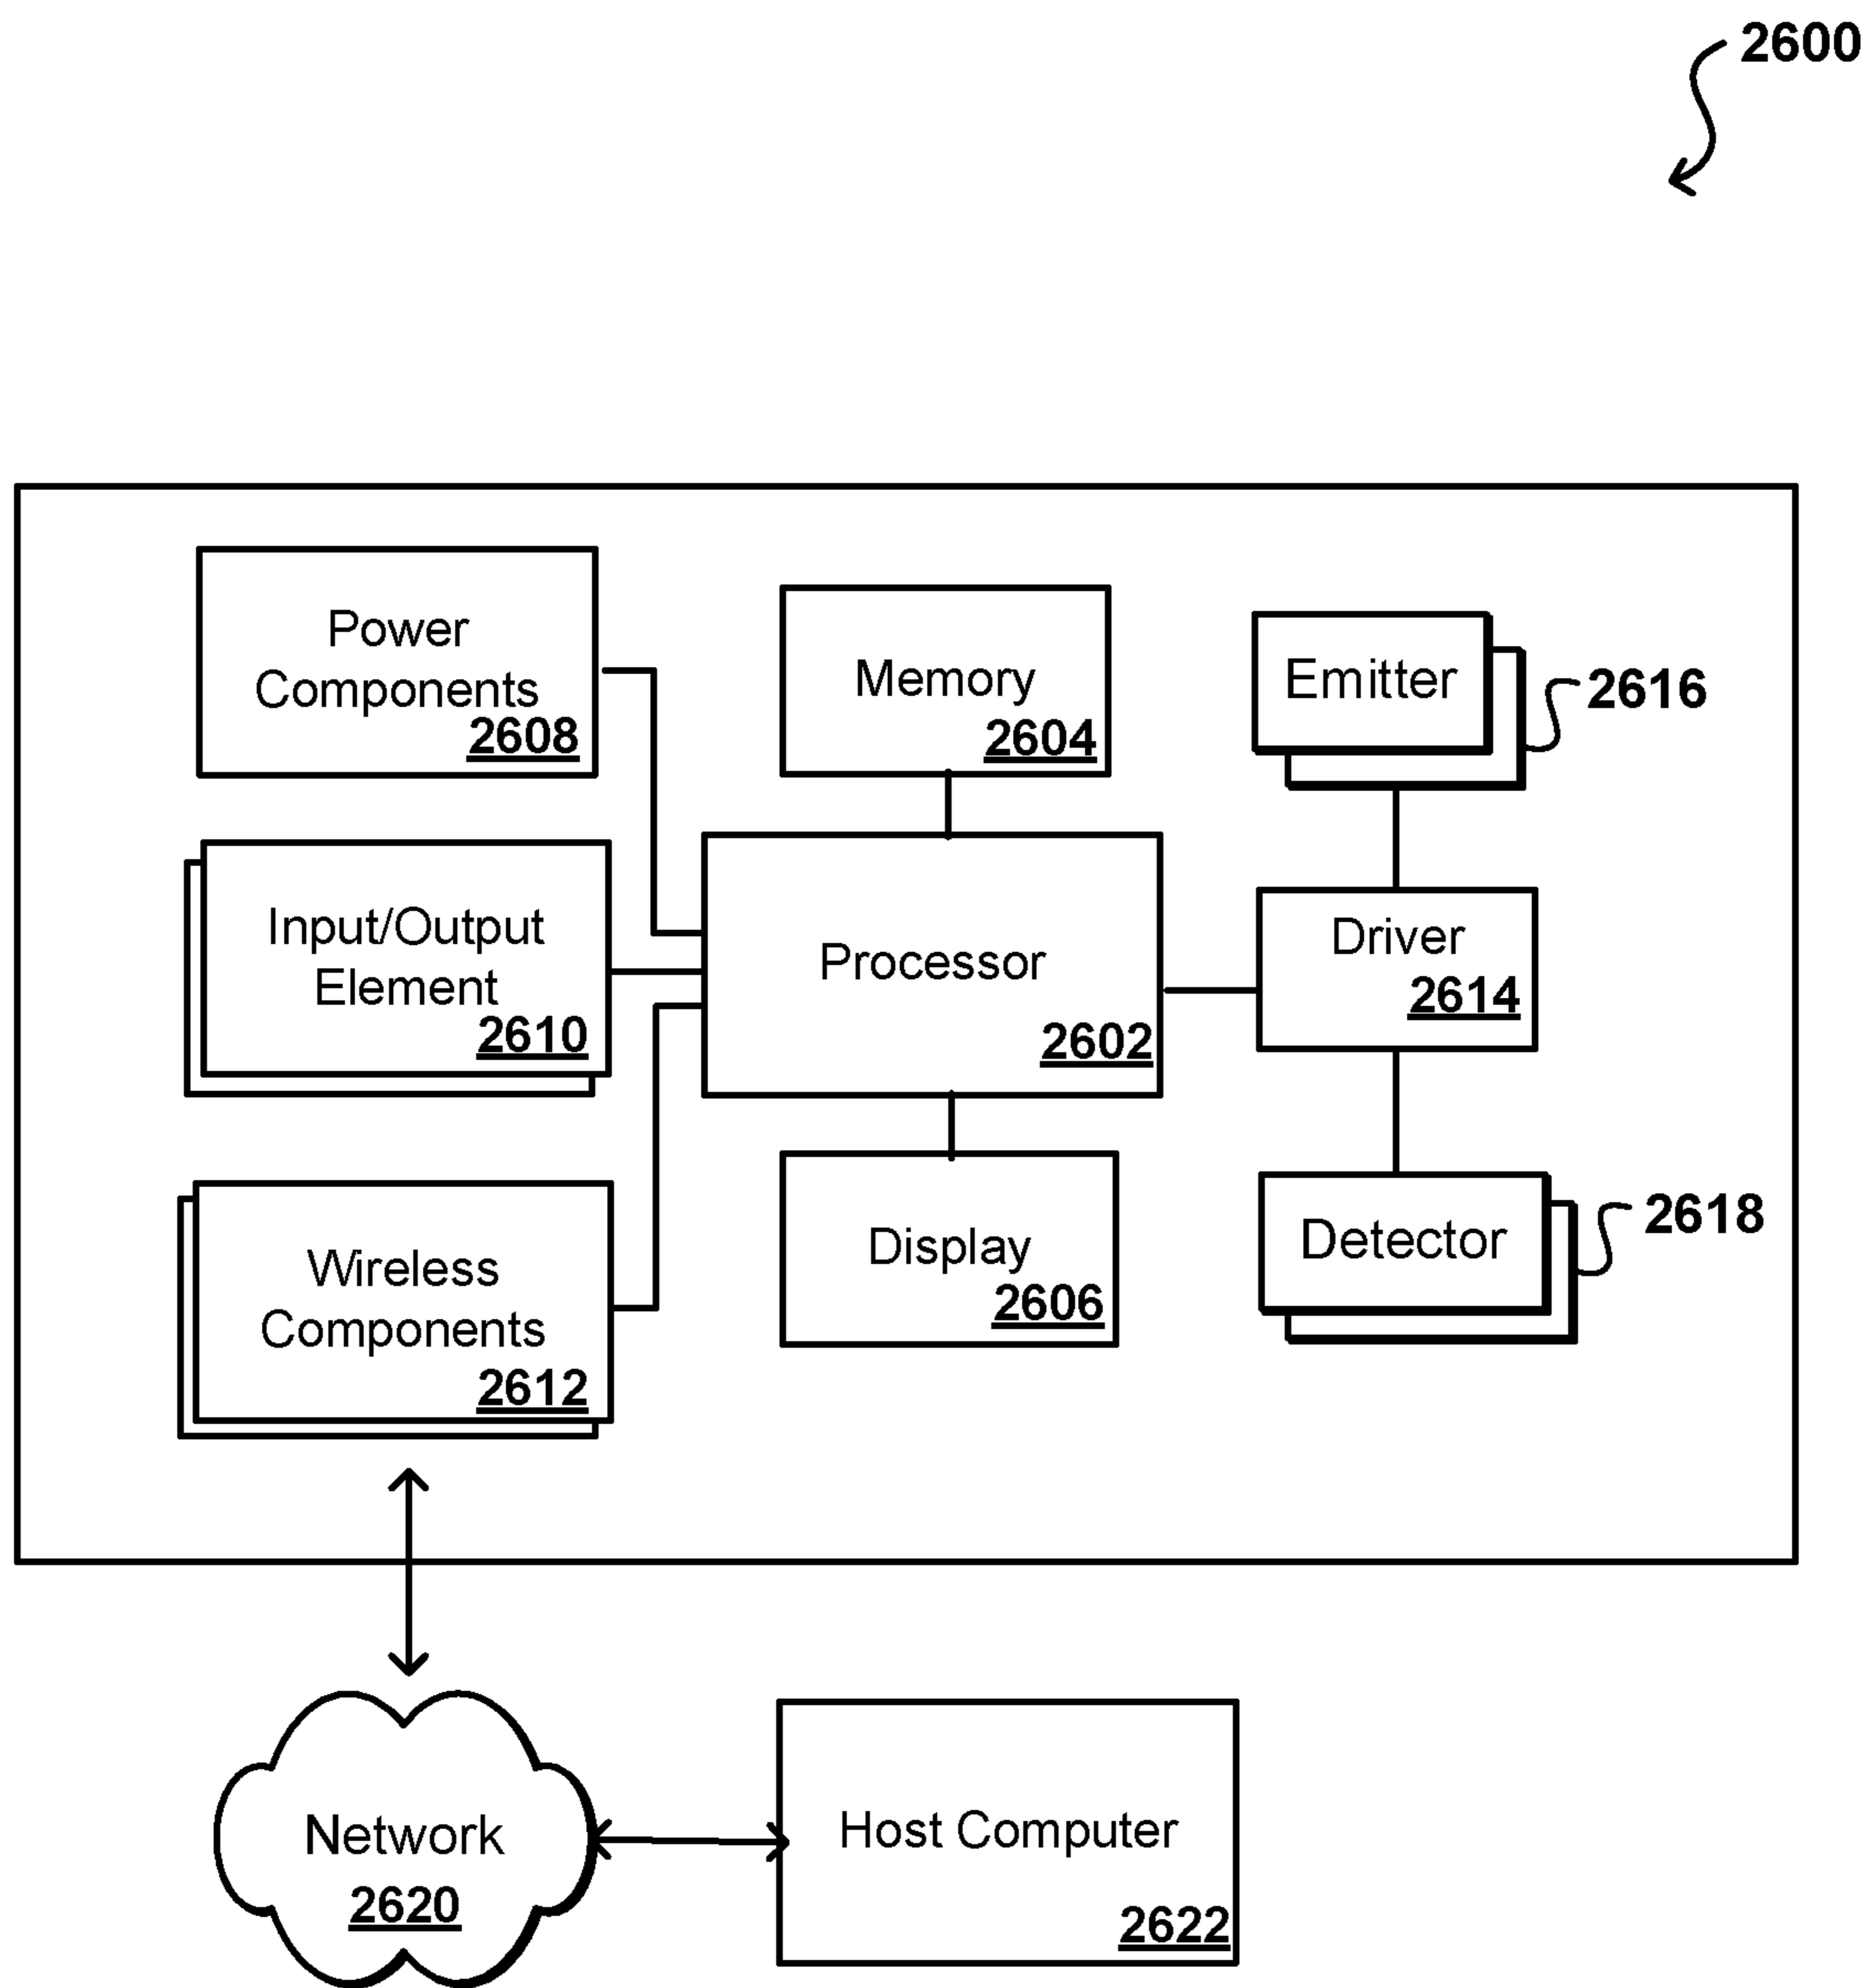 2600
Power
Components
2608
Memory
2604
Emitter
2616
Input/Output
Element
2610
Processor
2602
Driver
2614
Wireless
Components
2612
Display
2606
Detector
2618
Network
2620
Host Computer
2622